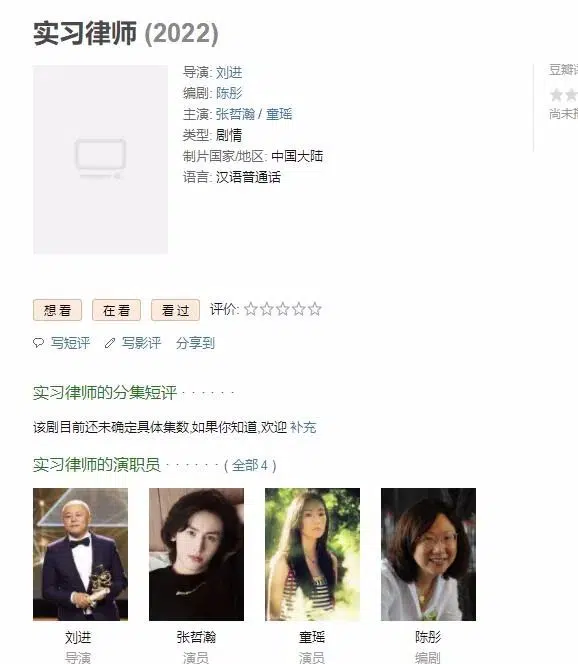 实习律师 (2022)
导演: 刘进
编剧: 陈彤
主演: 张哲瀚 / 童瑶
类型: 剧情
制片国家/地区: 中国大陆
语言: 汉语普通话
豆瓣
尚未
想看 在看 看过 评价:
写短评 写影评 分享到
实习律师的分集短评 · · · · · ·
该剧目前还未确定具体集数,如果你知道,欢迎 补充
实习律师的演职员 · · · · · · ( 全部 4 )
刘进 张哲瀚 童瑶 陈彤
导演 演员 演员 编剧